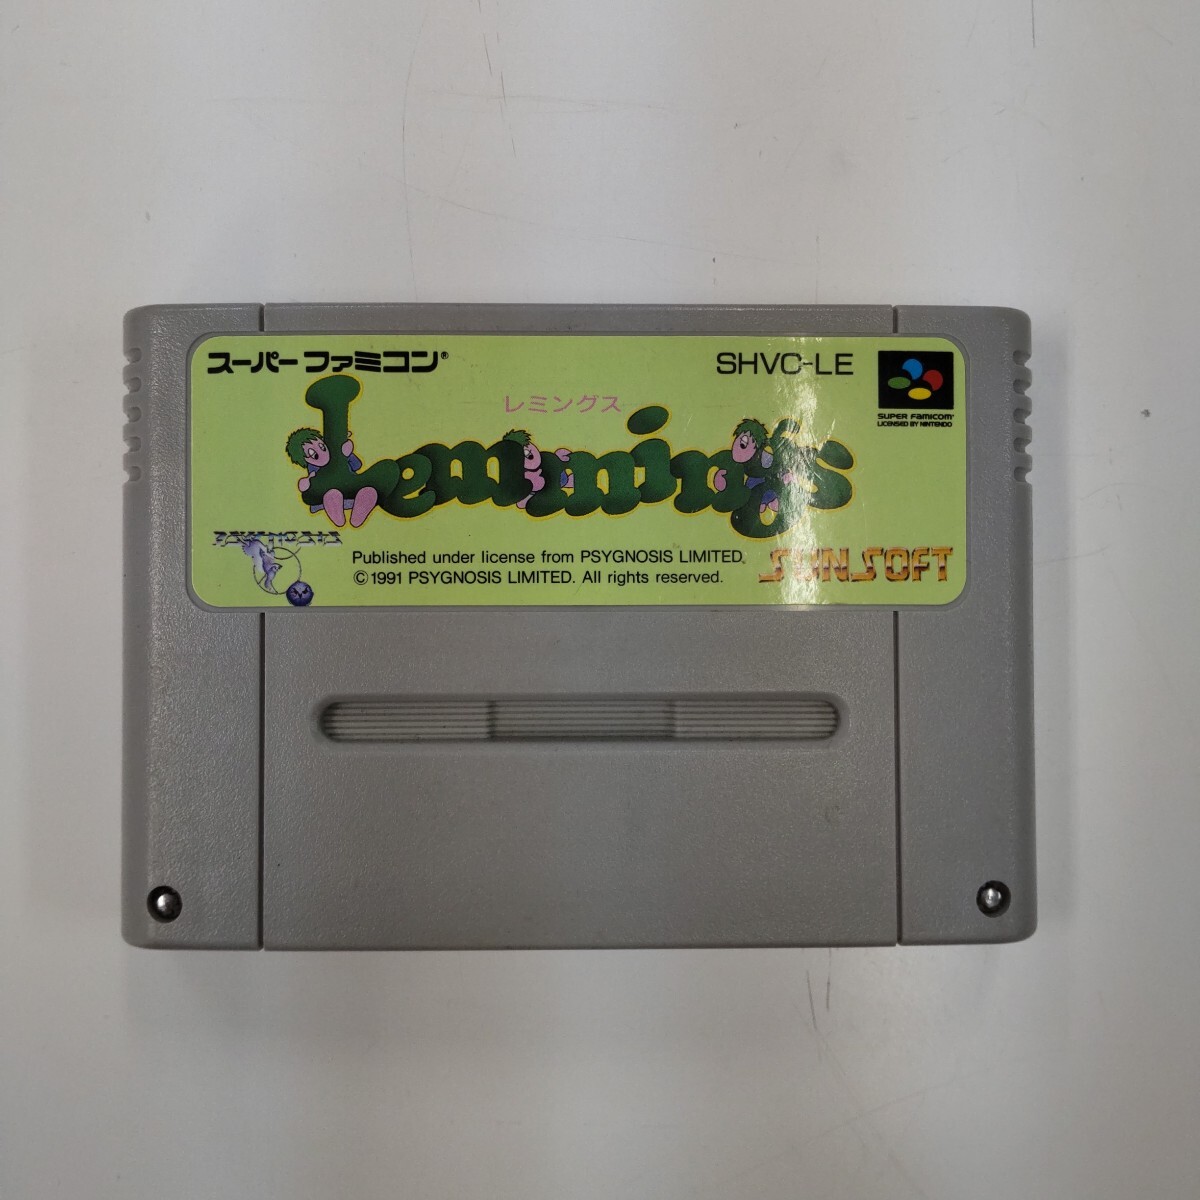 スーパーファミコン®
SHVC-LE
SUPER FAMICOM
LICENSED BY NINTENDO
レミングス
Lemmings
PSYGNOSIS
Published under license from PSYGNOSIS LIMITED.
©1991 PSYGNOSIS LIMITED. All rights reserved.
SUNSOFT